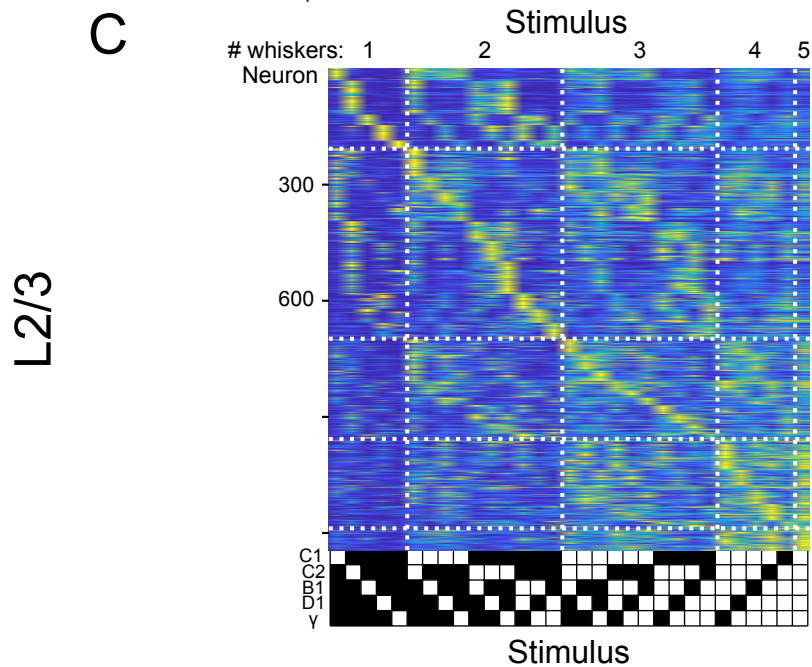 C
Stimulus
# whiskers: 1 2 3 4 5
Neuron
300
600
L2/3
C1
C2
B1
D1
γ
Stimulus